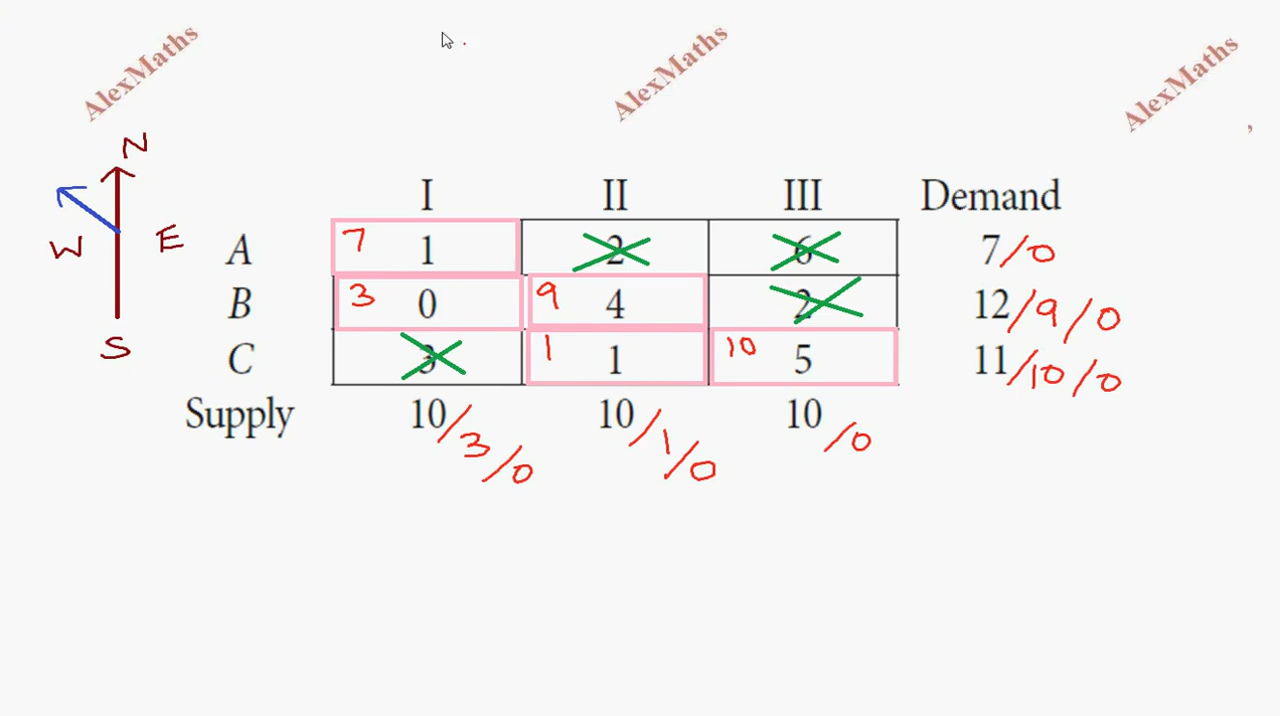 AlexMaths AlexMaths AlexMaths
N
W E
S
I II III Demand
A 7 1 2 6 7/0
B 3 0 9 4 2 12/9/0
C 3 1 1 10 5 11/10/0
Supply 10/3/0 10/1/0 10/0